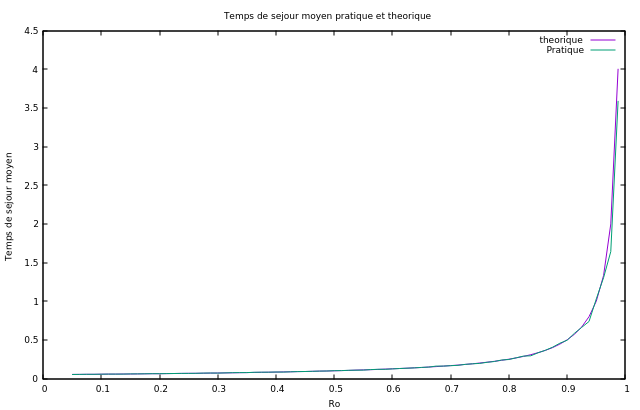 Temps de sejour moyen pratique et theorique
theorique
Pratique
Temps de sejour moyen
4.5
4
3.5
3
2.5
2
1.5
1
0.5
0
0 0.1 0.2 0.3 0.4 0.5 0.6 0.7 0.8 0.9 1
Ro